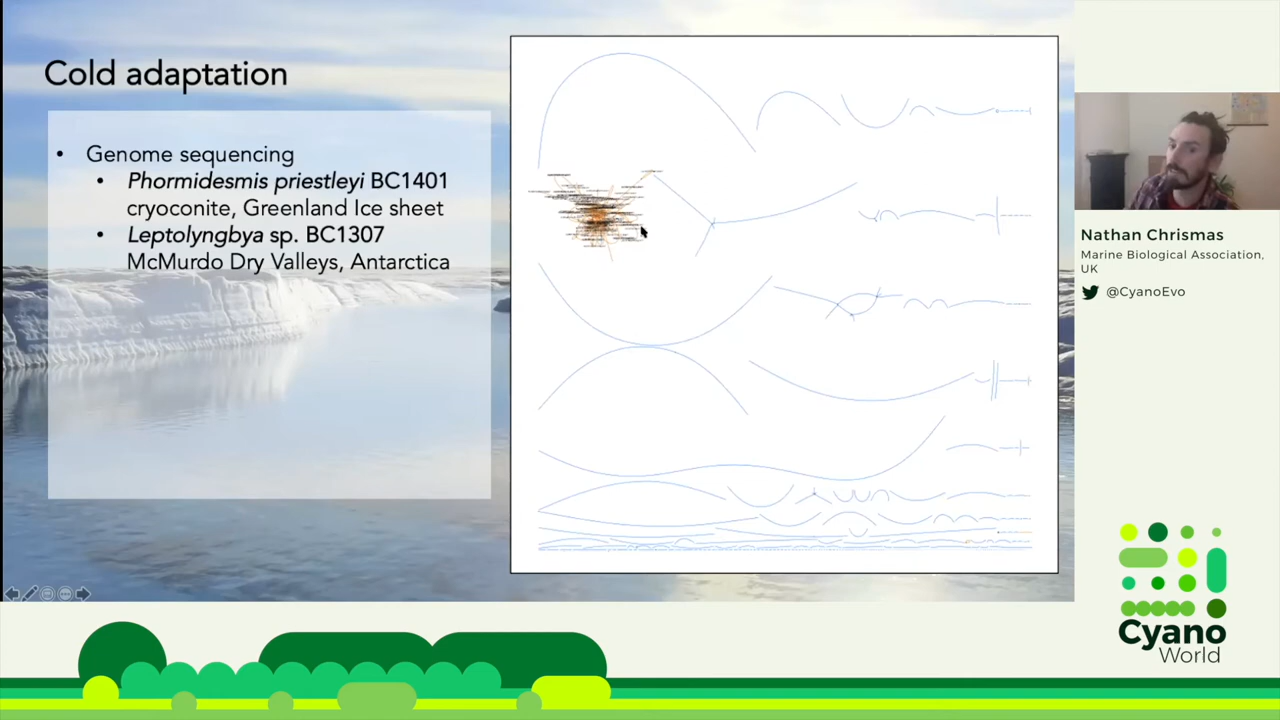 Cold adaptation
• Genome sequencing
• Phormidesmis priestleyi BC1401
cryoconite, Greenland Ice sheet
• Leptolyngbya sp. BC1307
McMurdo Dry Valleys, Antarctica
Nathan Chrismas
Marine Biological Association,
UK
@CyanoEvo
Cyano
World